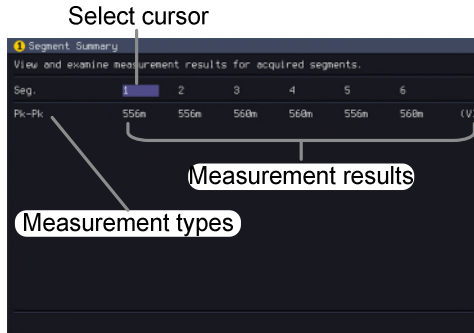 Select cursor
1 Segment Summary
View and examine measurement results for acquired segments.
Seg. 1 2 3 4 5 6
Pk-Pk 556m 556m 560m 560m 556m 560m (V)
Measurement results
Measurement types